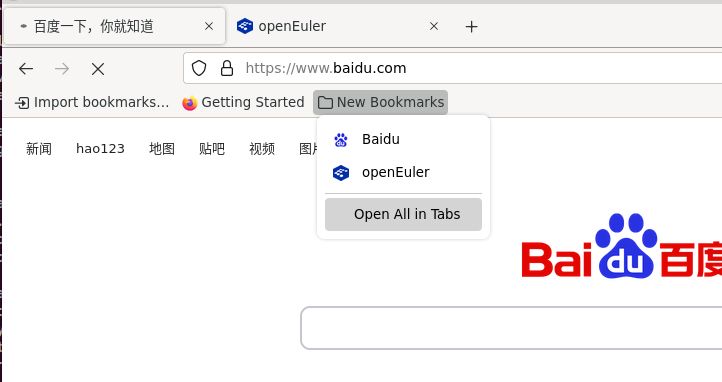 百度一下，你就知道
openEuler
https://www.baidu.com
Import bookmarks...
Getting Started
New Bookmarks
新闻
hao123
地图
贴吧
视频
Baidu
openEuler
Open All in Tabs
Bai du 百度